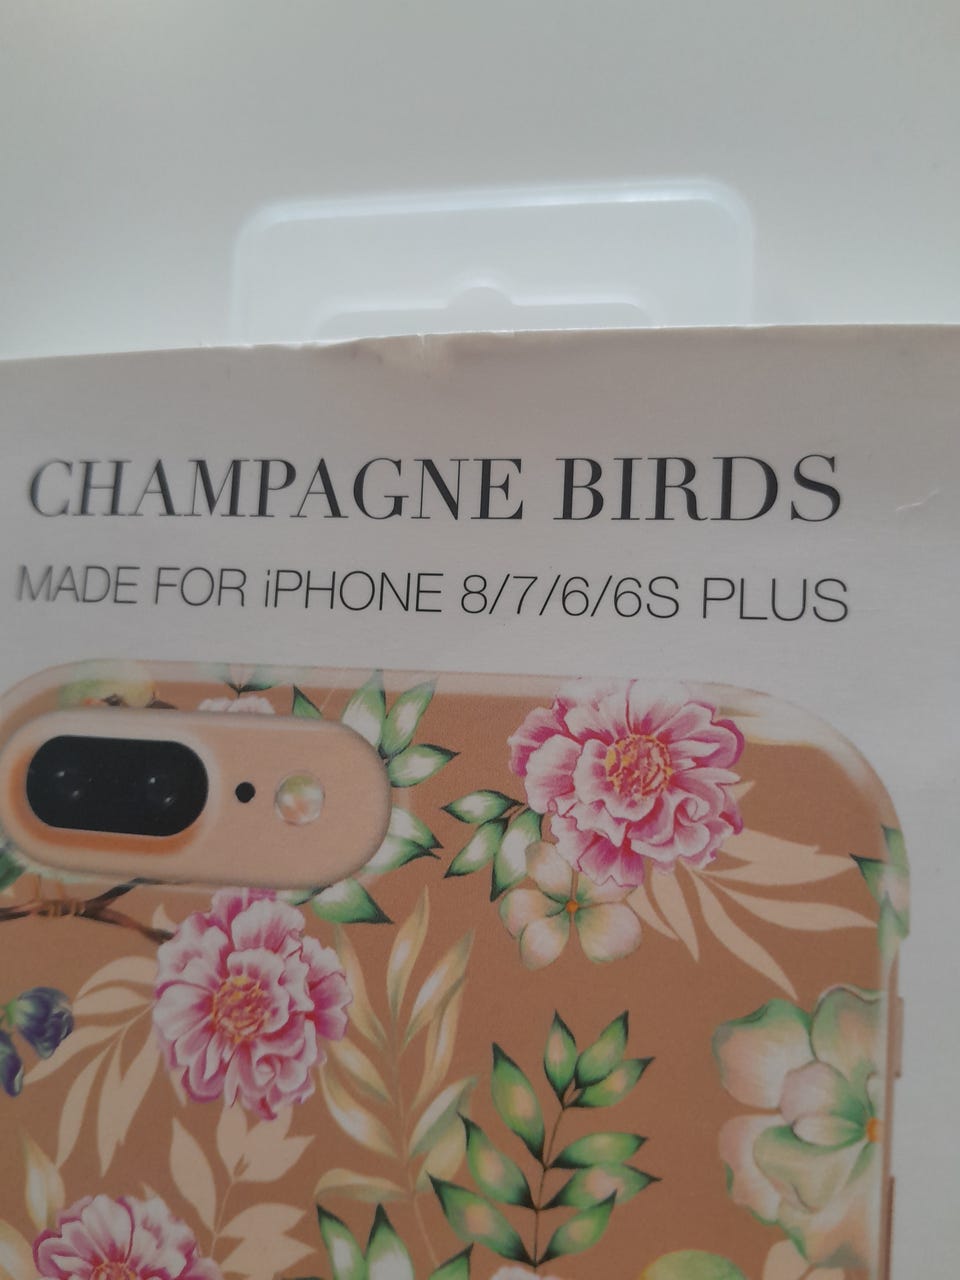 CHAMPAGNE BIRDS
MADE FOR iPHONE 8/7/6/6S PLUS